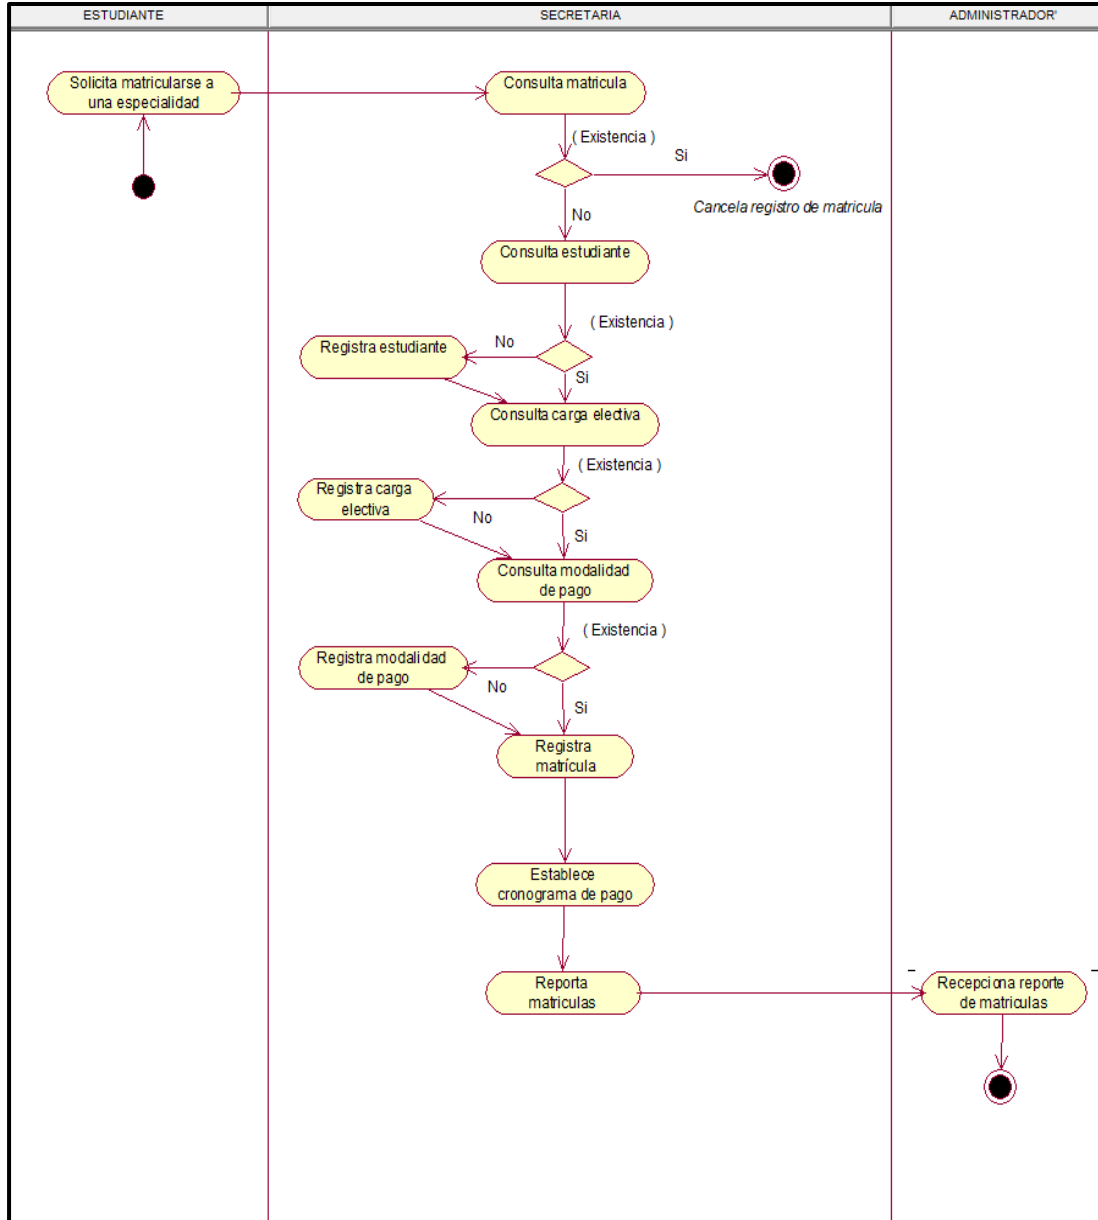 ESTUDIANTE
SECRETARIA
ADMINISTRADOR'
Solicita matricularse a
una especialidad
Consulta matricula
( Existencia )
Si
Cancela registro de matricula
No
Consulta estudiante
( Existencia )
No
Registra estudiante
Si
Consulta carga electiva
( Existencia )
Registra carga
electiva
No
Si
Consulta modalidad
de pago
( Existencia )
Registra modalidad
de pago
No
Si
Registra
matrícula
Establece
cronograma de pago
Reporta
matriculas
Recepciona reporte
de matriculas